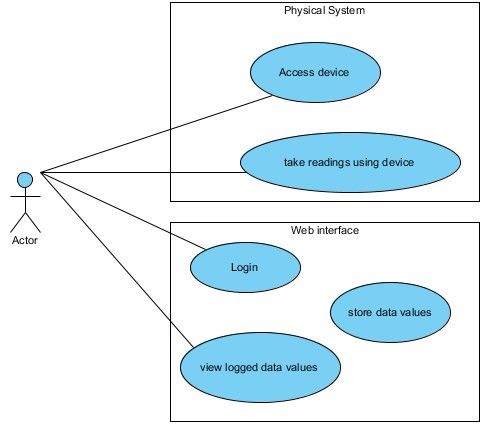 Physical System
Access device
take readings using device
Actor
Web interface
Login
store data values
view logged data values